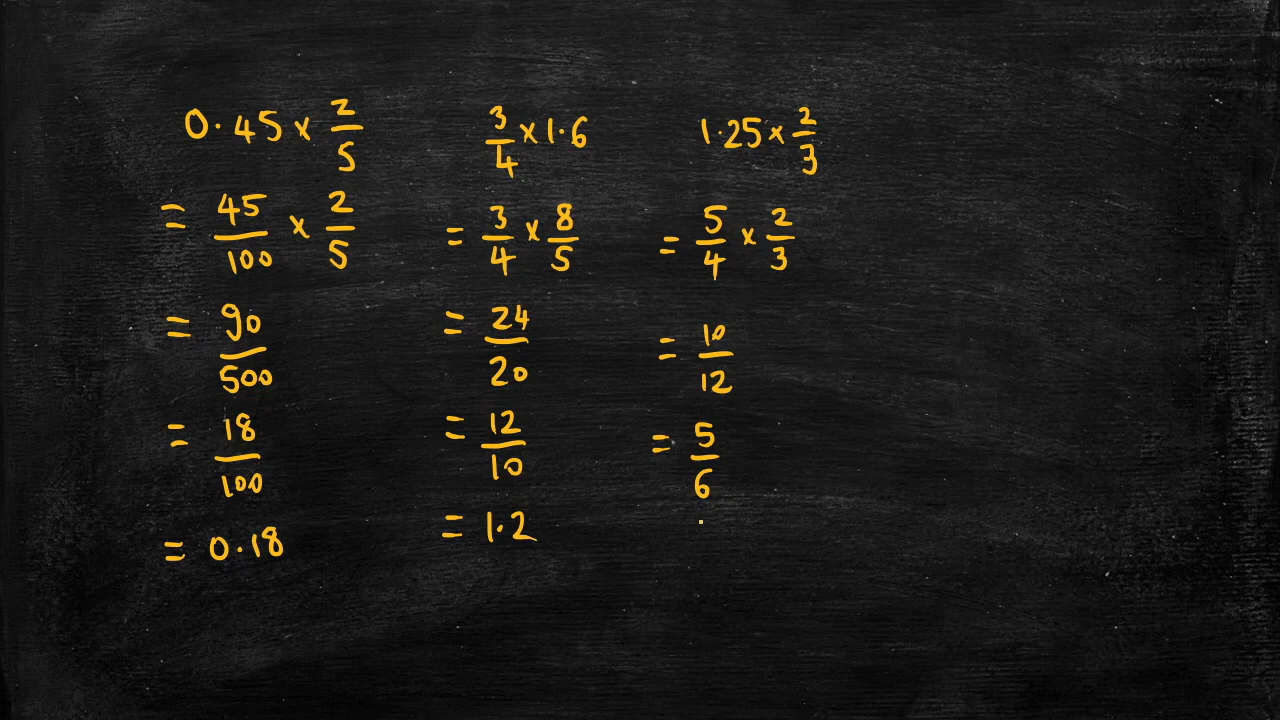 0.45 × 2/5
= 45/100 × 2/5
= 90/500
= 18/100
= 0.18
3/4 × 1.6
= 3/4 × 8/5
= 24/20
= 12/10
= 1.2
1.25 × 2/3
= 5/4 × 2/3
= 10/12
= 5/6